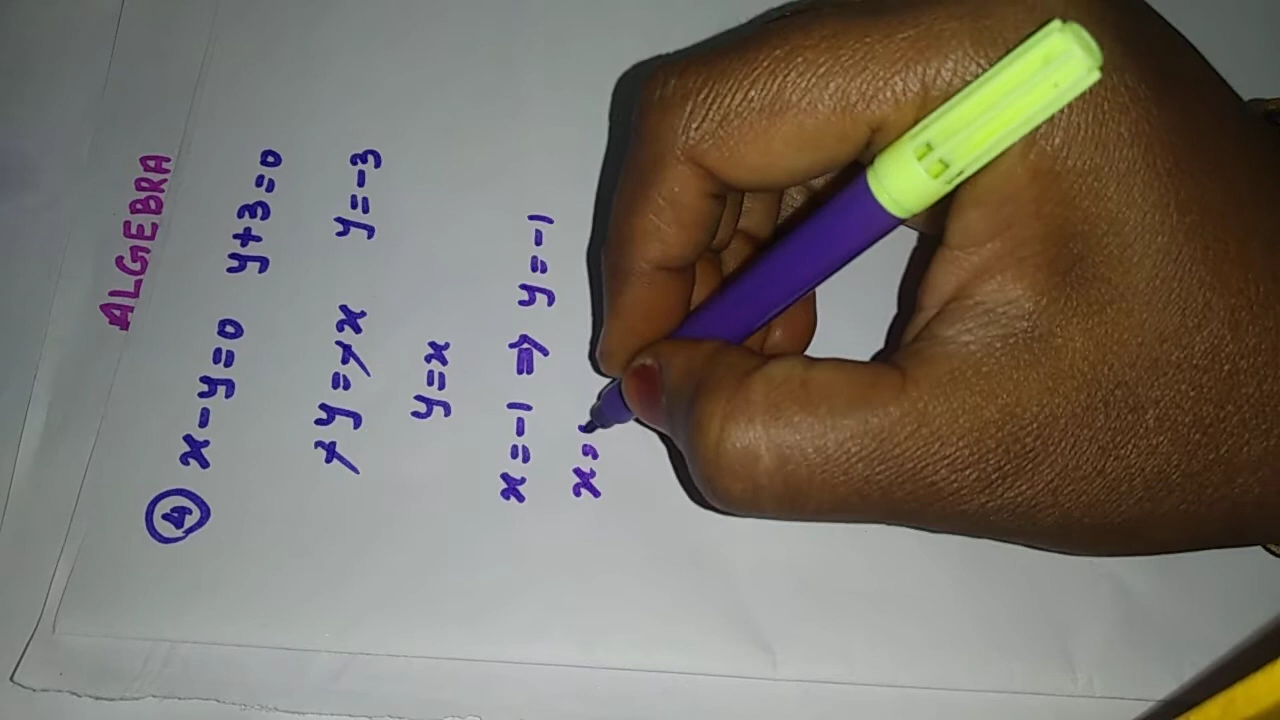 ALGEBRA
④ x-y=0 y+3=0
-y=-x y=-3
y=x
x=-1 ⇒ y=-1
x=